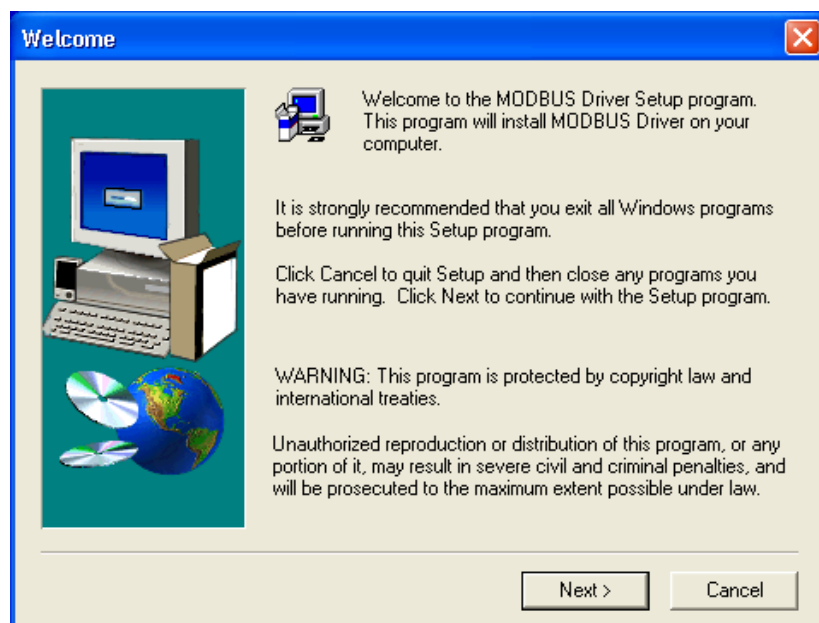 Welcome
Welcome to the MODBUS Driver Setup program.
This program will install MODBUS Driver on your
computer.
It is strongly recommended that you exit all Windows programs
before running this Setup program.
Click Cancel to quit Setup and then close any programs you
have running.  Click Next to continue with the Setup program.
WARNING: This program is protected by copyright law and
international treaties.
Unauthorized reproduction or distribution of this program, or any
portion of it, may result in severe civil and criminal penalties, and
will be prosecuted to the maximum extent possible under law.
Next >
Cancel